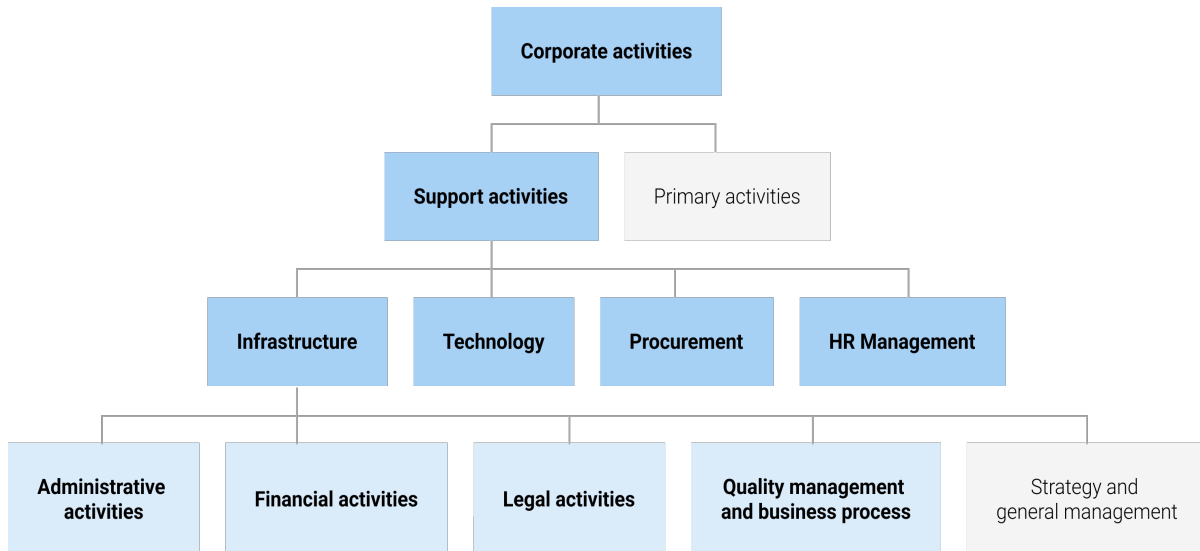 Corporate activities
Support activities
Primary activities
Infrastructure
Technology
Procurement
HR Management
Administrative
activities
Financial activities
Legal activities
Quality management
and business process
Strategy and
general management